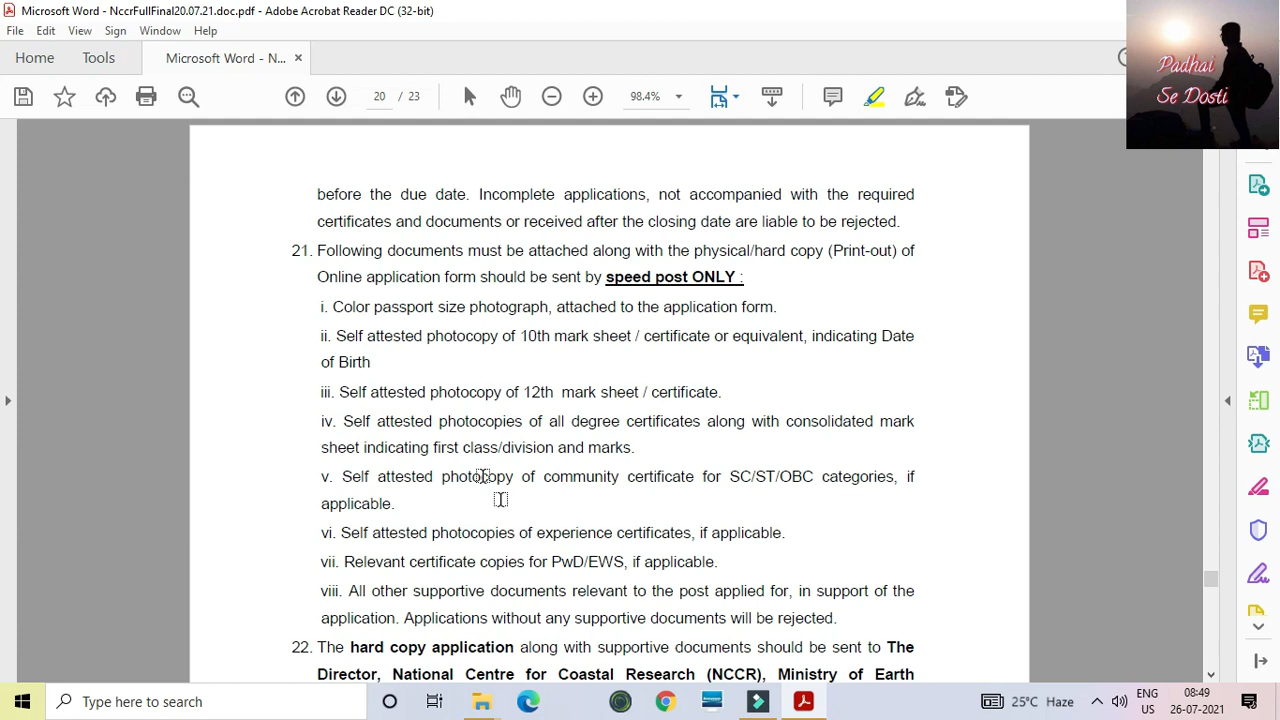 Microsoft Word - NccrFullFinal20.07.21.doc.pdf - Adobe Acrobat Reader DC (32-bit)
File Edit View Sign Window Help
Home Tools Microsoft Word - N... ×
20 / 23 98.4%
Padhai
Se Dosti
before the due date. Incomplete applications, not accompanied with the required
certificates and documents or received after the closing date are liable to be rejected.
21. Following documents must be attached along with the physical/hard copy (Print-out) of
Online application form should be sent by speed post ONLY :
i. Color passport size photograph, attached to the application form.
ii. Self attested photocopy of 10th mark sheet / certificate or equivalent, indicating Date
of Birth
iii. Self attested photocopy of 12th mark sheet / certificate.
iv. Self attested photocopies of all degree certificates along with consolidated mark
sheet indicating first class/division and marks.
v. Self attested photocopy of community certificate for SC/ST/OBC categories, if
applicable.
vi. Self attested photocopies of experience certificates, if applicable.
vii. Relevant certificate copies for PwD/EWS, if applicable.
viii. All other supportive documents relevant to the post applied for, in support of the
application. Applications without any supportive documents will be rejected.
22. The hard copy application along with supportive documents should be sent to The
Director, National Centre for Coastal Research (NCCR), Ministry of Earth
Type here to search
25°C Haze
ENG
IN
08:49
26-07-2021